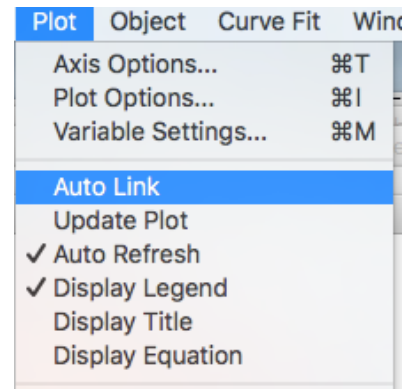 Plot Object Curve Fit
Axis Options... ⌘T
Plot Options... ⌘I
Variable Settings... ⌘M
Auto Link
Update Plot
✓ Auto Refresh
✓ Display Legend
Display Title
Display Equation